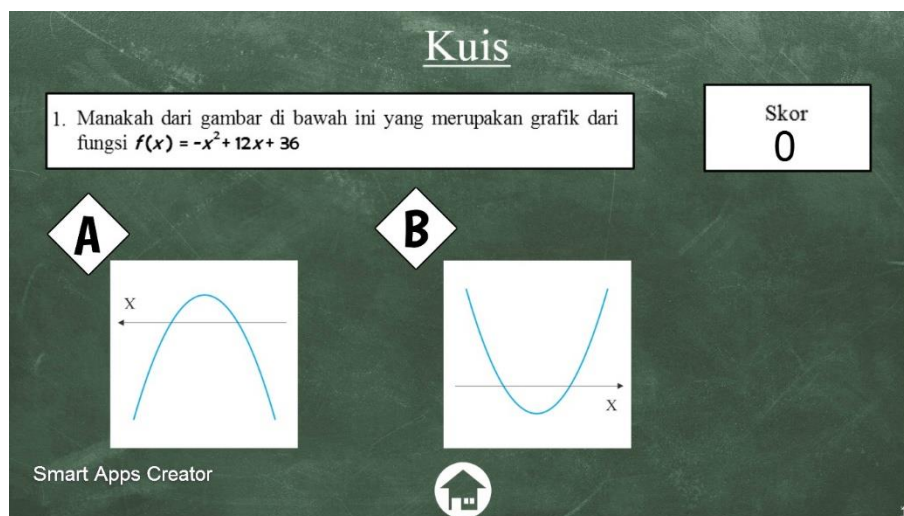 Kuis
1. Manakah dari gambar di bawah ini yang merupakan grafik dari
fungsi f(x) = -x²+ 12x+ 36
Skor
0
A
B
X
X
Smart Apps Creator